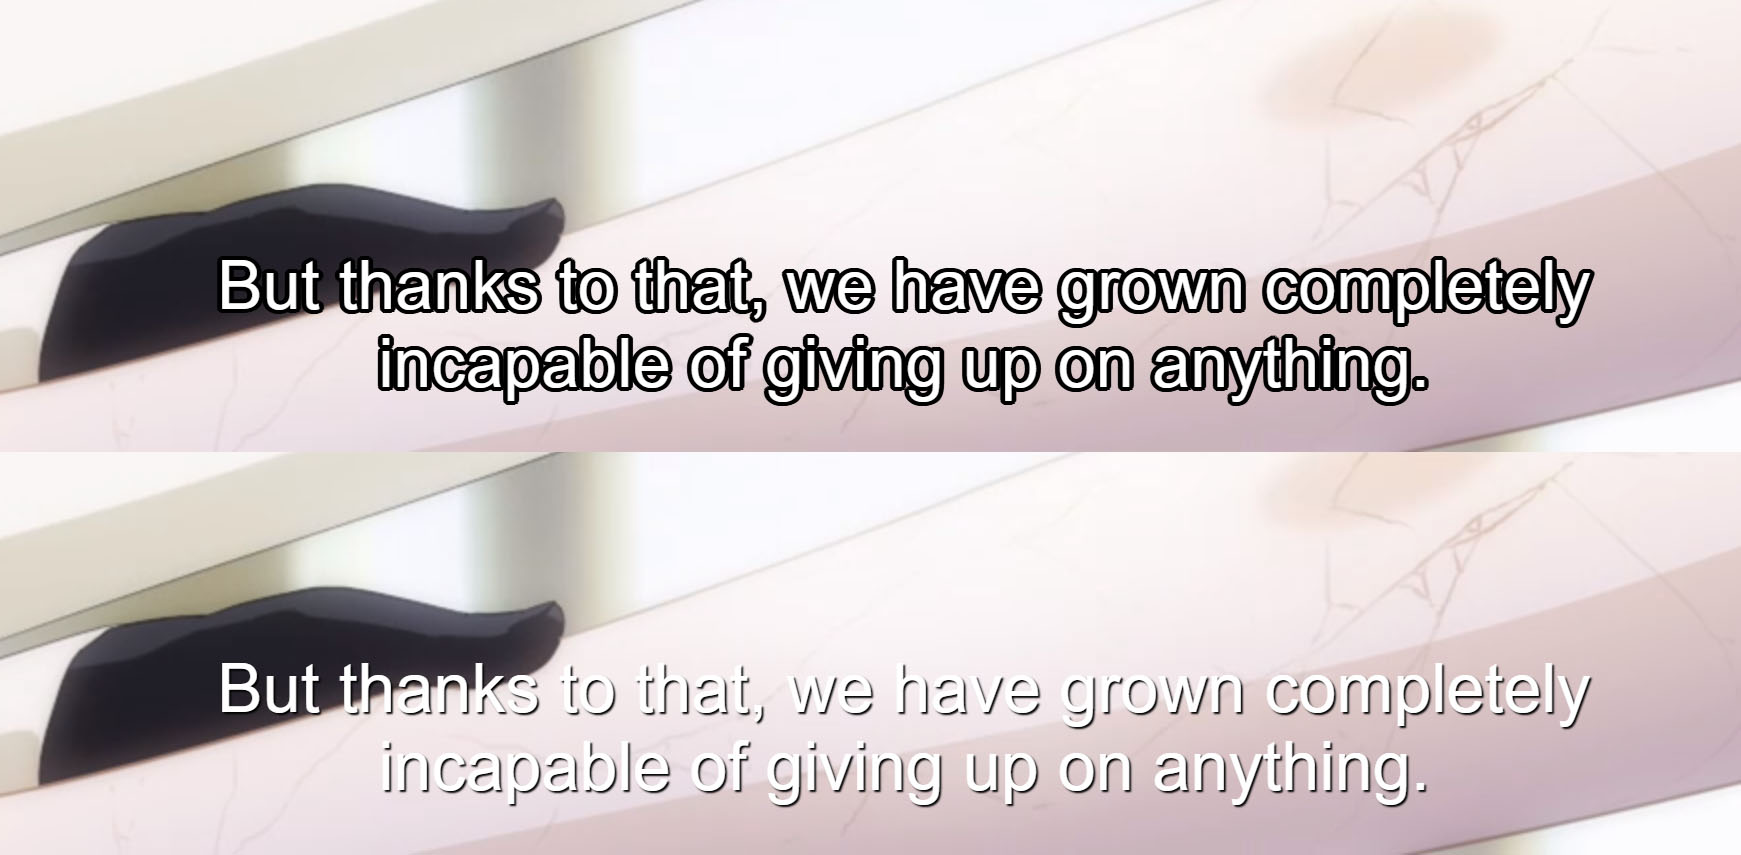 But thanks to that, we have grown completely
incapable of giving up on anything.
But thanks to that, we have grown completely
incapable of giving up on anything.